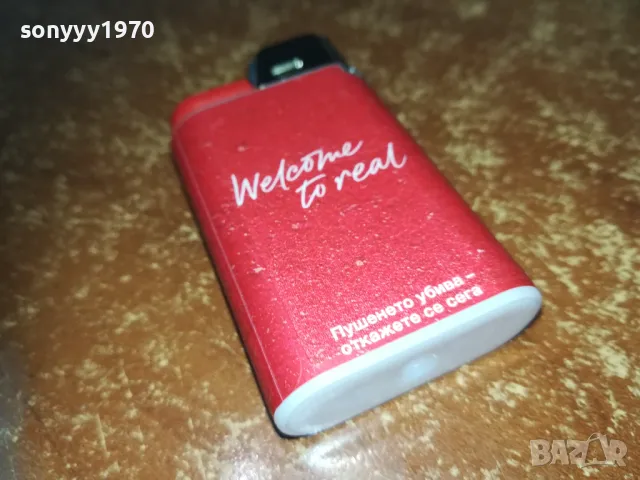 sonyyy1970
Welcome
to real
Пушенето убива –
откажете се сега
BAZAR